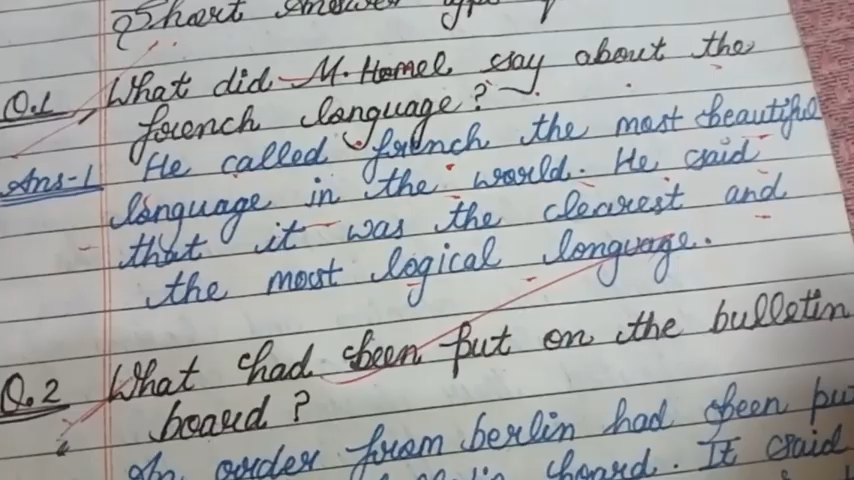 Short Answer type
Q.1, What did M. Hamel say about the
french language?
Ans-1 He called french the most beautiful
language in the world. He said
that it was the clearest and
the most logical language.
Q.2 What had been put on the bulletin
board?
An order from berlin had been pu
board. It said